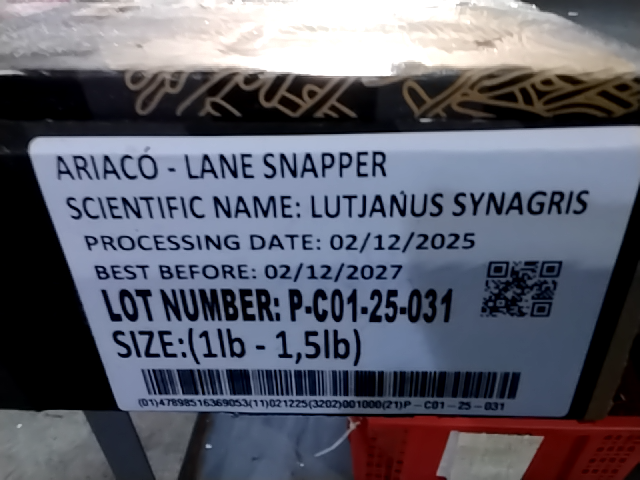 ARIACÓ - LANE SNAPPER
SCIENTIFIC NAME: LUTJANUS SYNAGRIS
PROCESSING DATE: 02/12/2025
BEST BEFORE: 02/12/2027
LOT NUMBER: P-C01-25-031
SIZE:(1lb - 1,5lb)
(01)47898516369053(11)021225(3202)001000(21)P - C01 - 25 - 031